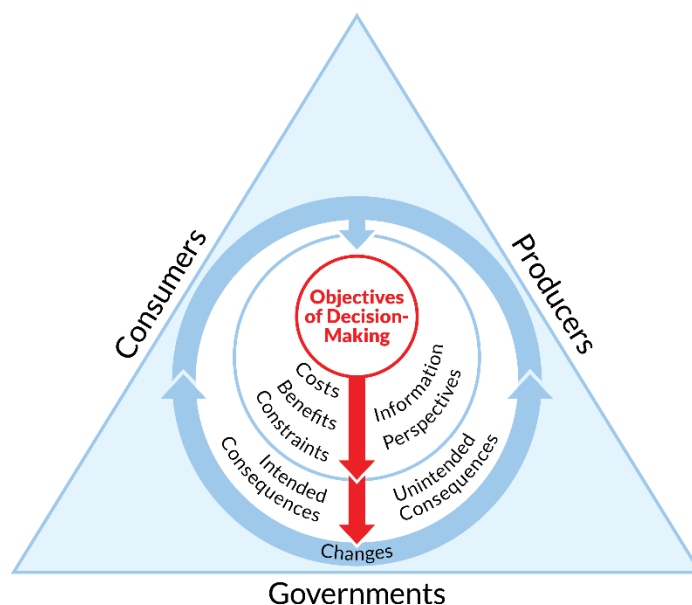 Consumers
Producers
Objectives
of Decision-
Making
Costs
Benefits
Constraints
Information
Perspectives
Intended
Consequences
Unintended
Consequences
Changes
Governments